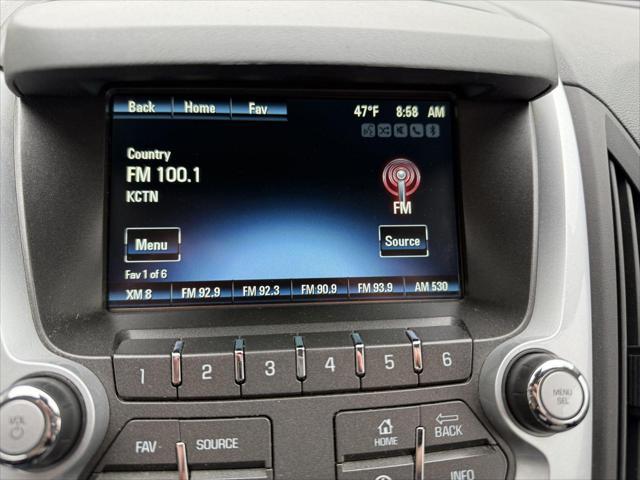 Back Home Fav 47°F 8:58 AM
Country
FM 100.1
KCTN
FM
Menu Source
Fav 1 of 6
XM 8 FM 92.9 FM 92.3 FM 90.9 FM 93.9 AM 530
1 2 3 4 5 6
VOL
MENU
SEL
FAV SOURCE HOME BACK
INFO